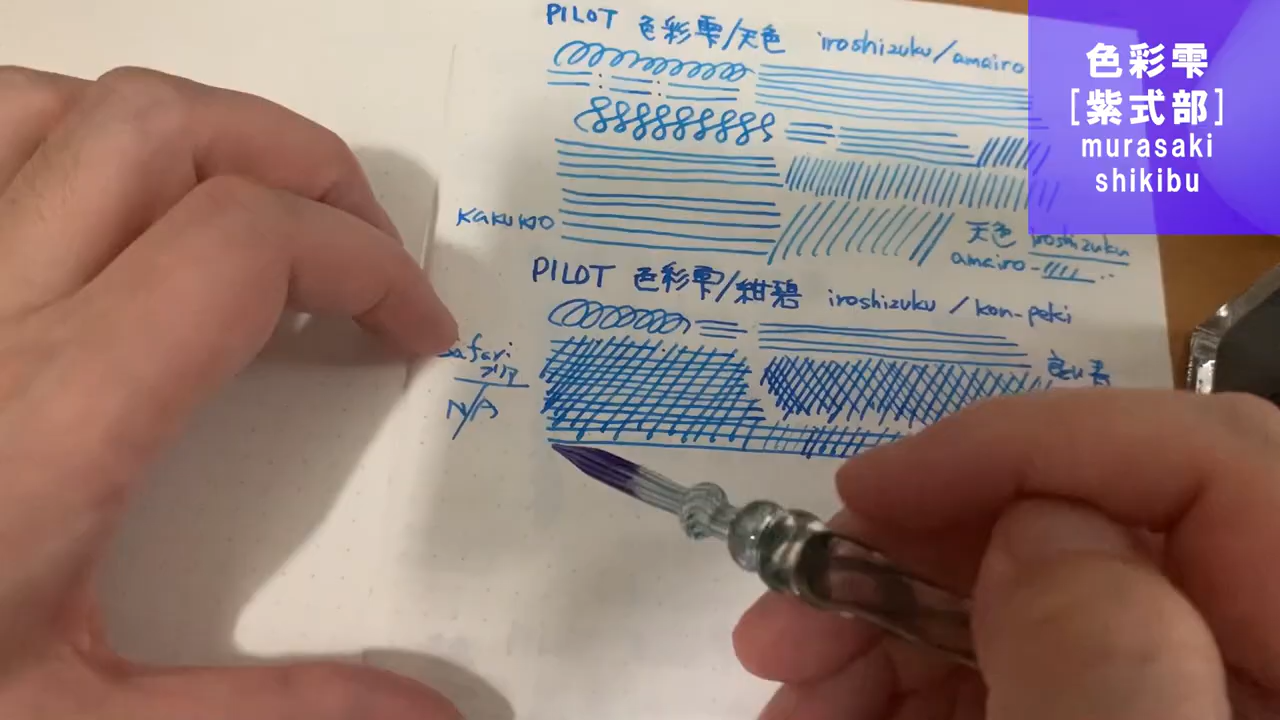 PILOT 色彩雫/天色 iroshizuku/amairo
色彩雫
[紫式部]
murasaki
shikibu
kakuno
天色 iroshizuku
amairo
PILOT 色彩雫/紺碧 iroshizuku/kon-peki
Safari
N/A